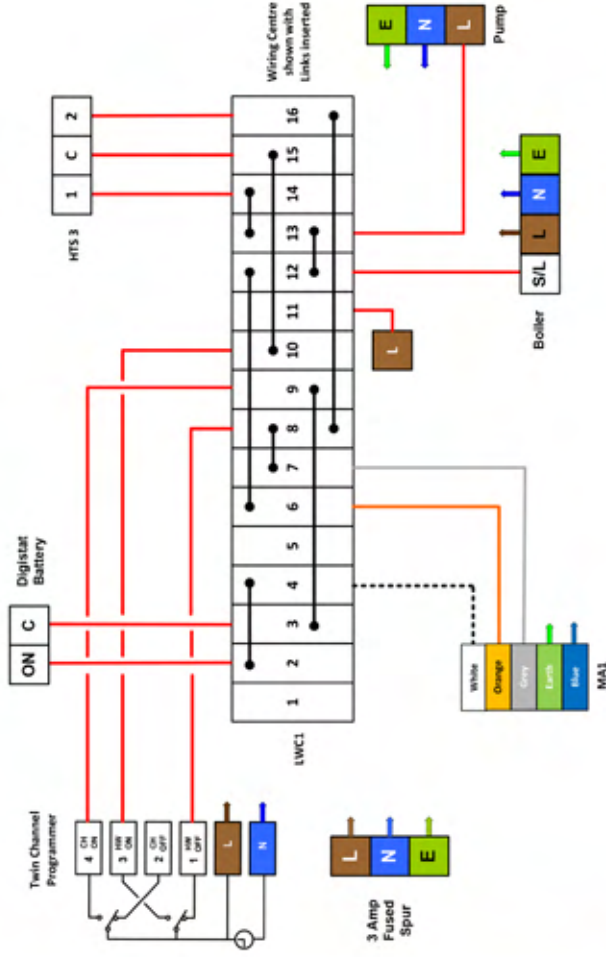 Twin Channel
Programmer
4 CH
ON
3 HW
ON
2 CH
OFF
1 HW
OFF
L
N
Digistat
Battery
ON
C
HTS 3
1
C
2
Wiring Centre
shown with
Links inserted
LWC1
1
2
3
4
5
6
7
8
9
10
11
12
13
14
15
16
3 Amp
Fused
Spur
L
N
E
White
Orange
Grey
Earth
Blue
MA1
L
Boiler
S/L
L
N
E
Pump
E
N
L